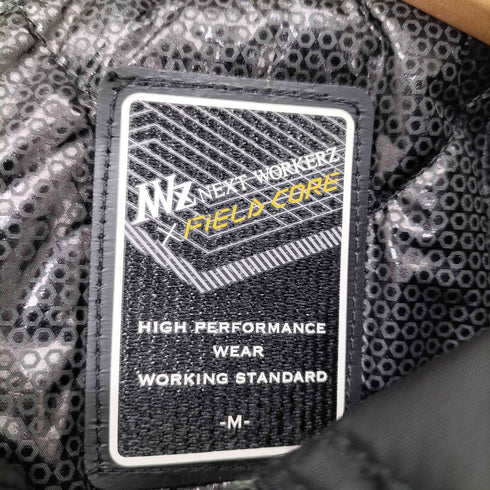 NWZ NEXT WORKERZ
× FIELD CORE
HIGH PERFORMANCE
WEAR
WORKING STANDARD
-M-